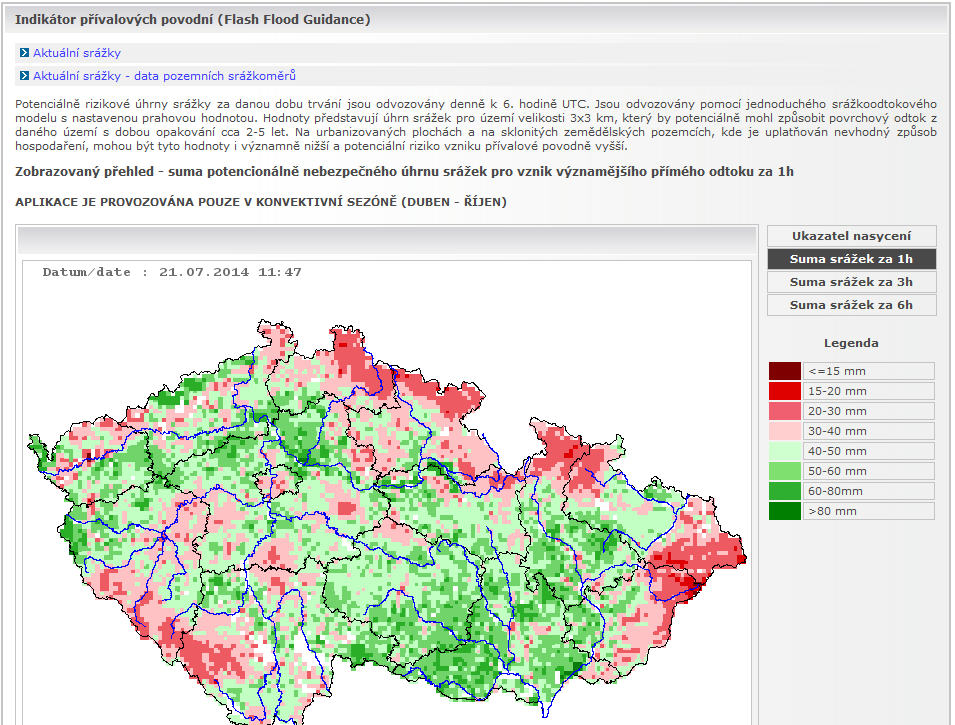 Indikátor přívalových povodní (Flash Flood Guidance)
Aktuální srážky
Aktuální srážky - data pozemních srážkoměrů
Potenciálně rizikové úhrny srážky za danou dobu trvání jsou odvozovány denně k 6. hodině UTC. Jsou odvozovány pomocí jednoduchého srážkoodtokového
modelu s nastavenou prahovou hodnotou. Hodnoty představují úhrn srážek pro území velikosti 3x3 km, který by potenciálně mohl způsobit povrchový odtok z
daného území s dobou opakování cca 2-5 let. Na urbanizovaných plochách a na sklonitých zemědělských pozemcích, kde je uplatňován nevhodný způsob
hospodaření, mohou být tyto hodnoty i významně nižší a potenciální riziko vzniku přívalové povodně vyšší.
Zobrazovaný přehled - suma potencionálně nebezpečného úhrnu srážek pro vznik významějšího přímého odtoku za 1h
APLIKACE JE PROVOZOVÁNA POUZE V KONVEKTIVNÍ SEZÓNĚ (DUBEN - ŘÍJEN)
Datum/date : 21.07.2014 11:47
Ukazatel nasycení
Suma srážek za 1h
Suma srážek za 3h
Suma srážek za 6h
Legenda
<=15 mm
15-20 mm
20-30 mm
30-40 mm
40-50 mm
50-60 mm
60-80mm
>80 mm